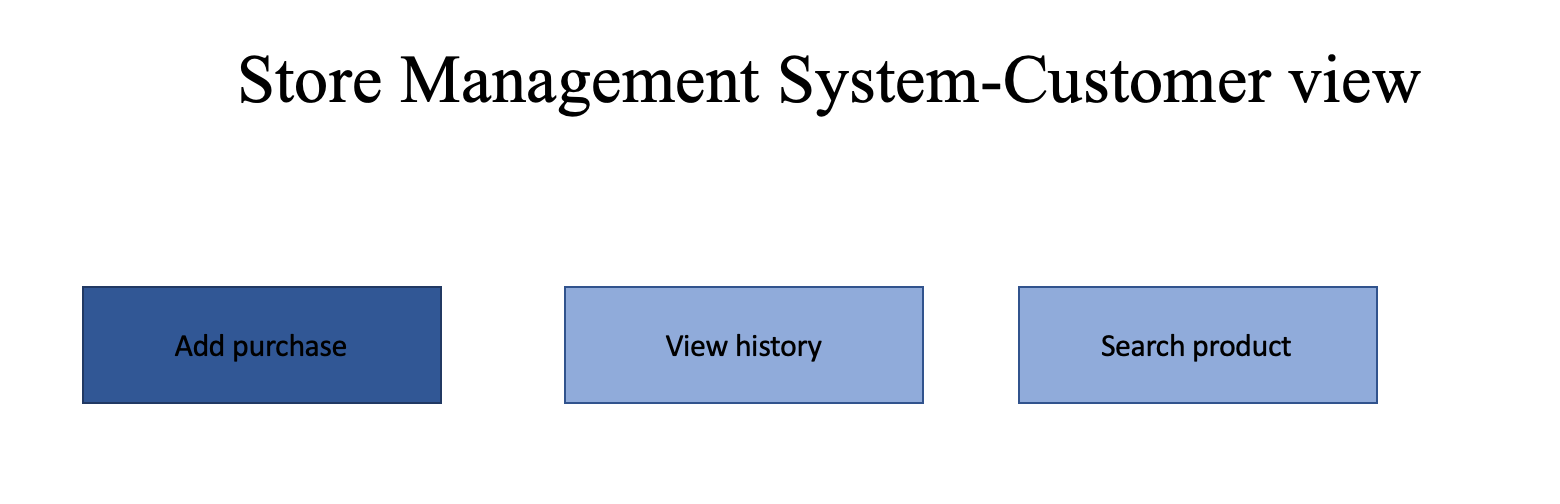 Store Management System-Customer view
Add purchase
View history
Search product